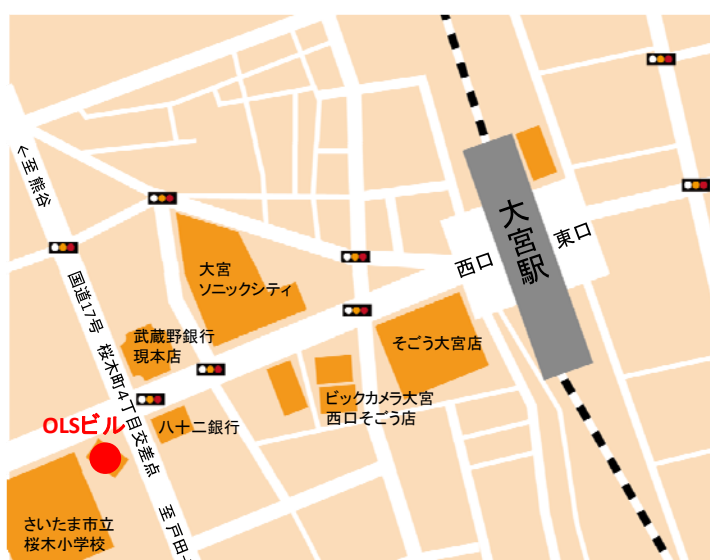 ←至 熊谷
国道17号 桜木町4丁目交差点
至 戸田
大宮
ソニックシティ
西口
大宮駅
東口
武蔵野銀行
現本店
そごう大宮店
ビックカメラ大宮
西口そごう店
八十二銀行
OLSビル
さいたま市立
桜木小学校